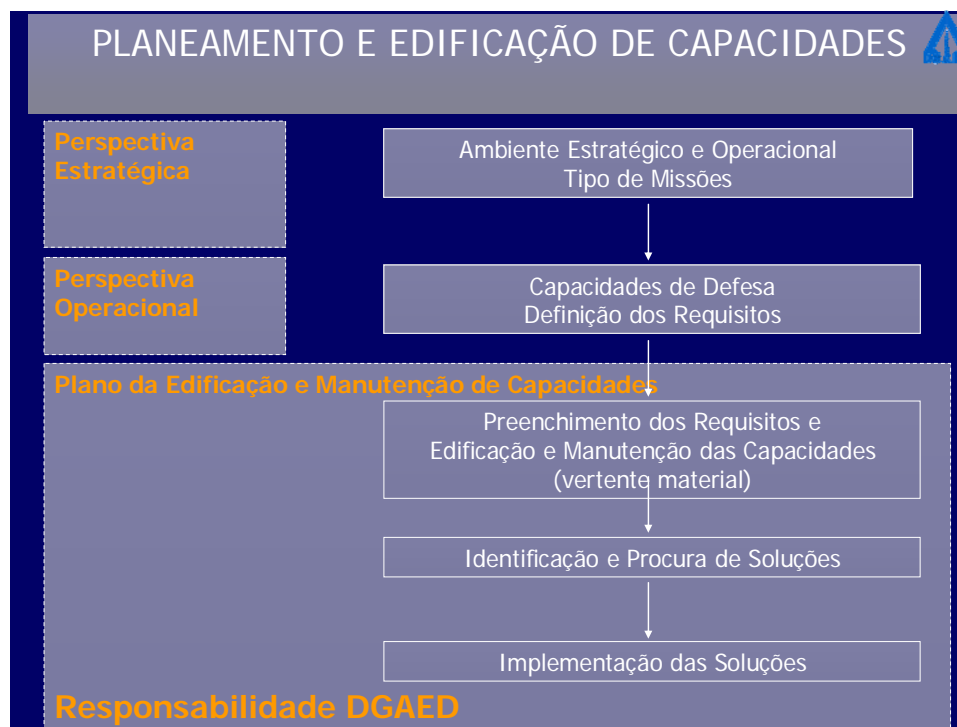 PLANEAMENTO E EDIFICAÇÃO DE CAPACIDADES
Perspectiva
Estratégica
Ambiente Estratégico e Operacional
Tipo de Missões
Perspectiva
Operacional
Capacidades de Defesa
Definição dos Requisitos
Plano da Edificação e Manutenção de Capacidades
Preenchimento dos Requisitos e
Edificação e Manutenção das Capacidades
(vertente material)
Identificação e Procura de Soluções
Implementação das Soluções
Responsabilidade DGAED